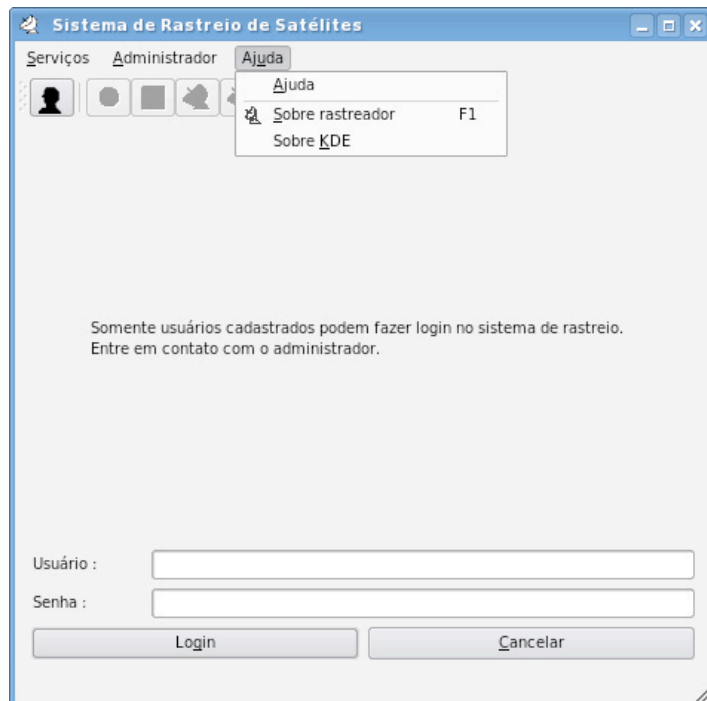 Sistema de Rastreio de Satélites
Serviços Administrador Ajuda
Ajuda
Sobre rastreador F1
Sobre KDE
Somente usuários cadastrados podem fazer login no sistema de rastreio.
Entre em contato com o administrador.
Usuário :
Senha :
Login Cancelar